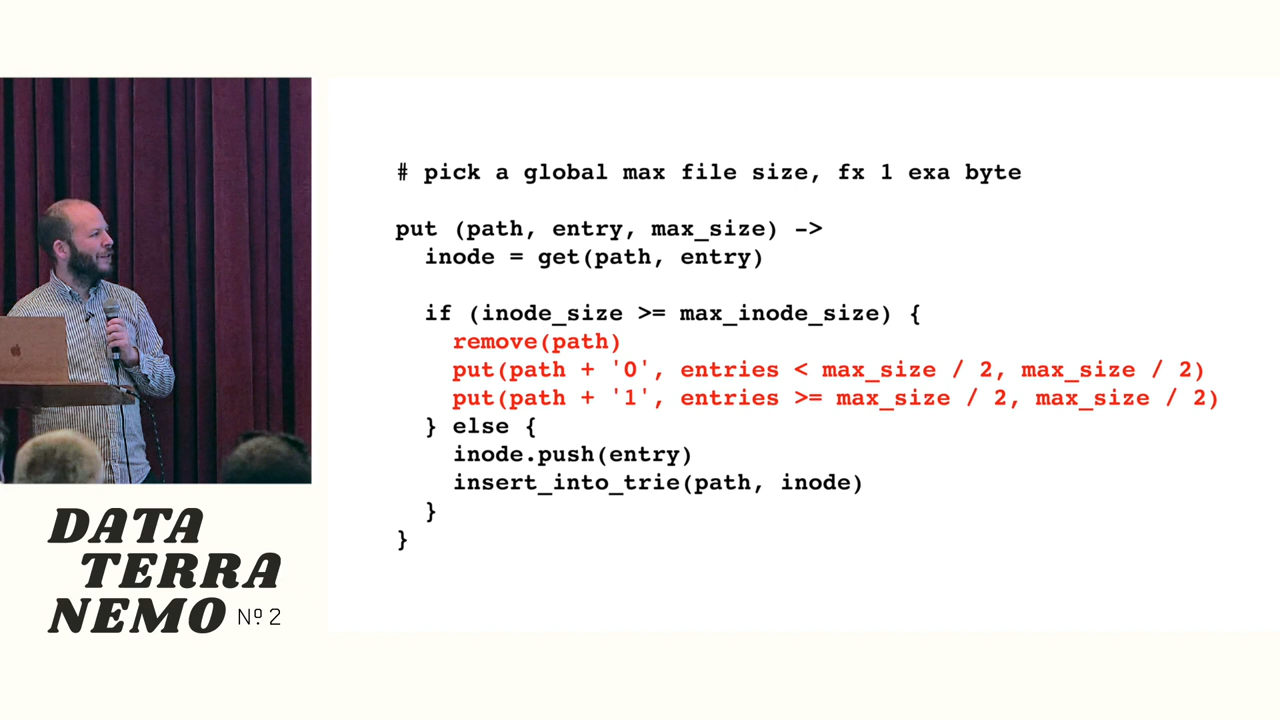 # pick a global max file size, fx 1 exa byte
put (path, entry, max_size) ->
inode = get(path, entry)
if (inode_size >= max_inode_size) {
remove(path)
put(path + '0', entries < max_size / 2, max_size / 2)
put(path + '1', entries >= max_size / 2, max_size / 2)
} else {
inode.push(entry)
insert_into_trie(path, inode)
}
}
DATA
TERRA
NEMO Nº 2